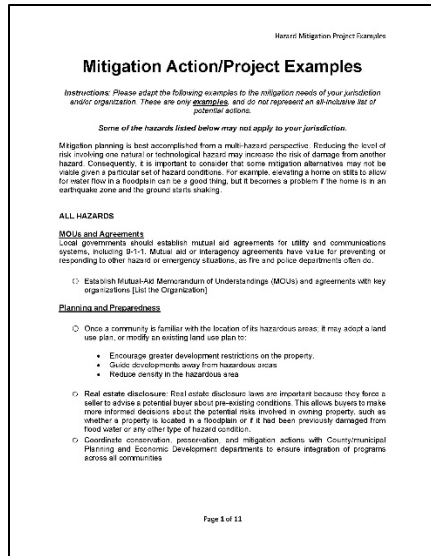 Hazard Mitigation Project Examples
Mitigation Action/Project Examples
Instructions: Please adapt the following examples to the mitigation needs of your jurisdiction
and/or organization. These are only examples, and do not represent an all-inclusive list of
potential actions.
Some of the hazards listed below may not apply to your jurisdiction.
Mitigation planning is best accomplished from a multi-hazard perspective. Reducing the level of
risk involving one natural or technological hazard may increase the risk of damage from another
hazard. Consequently, it is important to consider that some mitigation alternatives may not be
viable given a particular set of hazard conditions. For example, elevating a home on stilts to allow
for water flow in a floodplain can be a good thing, but it becomes a problem if the home is in an
earthquake zone and the ground starts shaking.
ALL HAZARDS
MOUs and Agreements
Local governments should establish mutual aid agreements for utility and communications
systems, including 9-1-1. Mutual aid or interagency agreements have value for preventing or
responding to other hazard or emergency situations, as fire and police departments often do.
○ Establish Mutual-Aid Memorandum of Understandings (MOUs) and agreements with key
organizations [List the Organization]
Planning and Preparedness
○ Once a community is familiar with the location of its hazardous areas; it may adopt a land
use plan, or modify an existing land use plan to:
• Encourage greater development restrictions on the property.
• Guide developments away from hazardous areas
• Reduce density in the hazardous area
○ Real estate disclosure: Real estate disclosure laws are important because they force a
seller to advise a potential buyer about pre-existing conditions. This allows buyers to make
more informed decisions about the potential risks involved in owning property, such as
whether a property is located in a floodplain or if it had been previously damaged from
flood water or any other type of hazard condition.
○ Coordinate conservation, preservation, and mitigation actions with County/municipal
Planning and Economic Development departments to ensure integration of programs
across all communities
Page 1 of 11